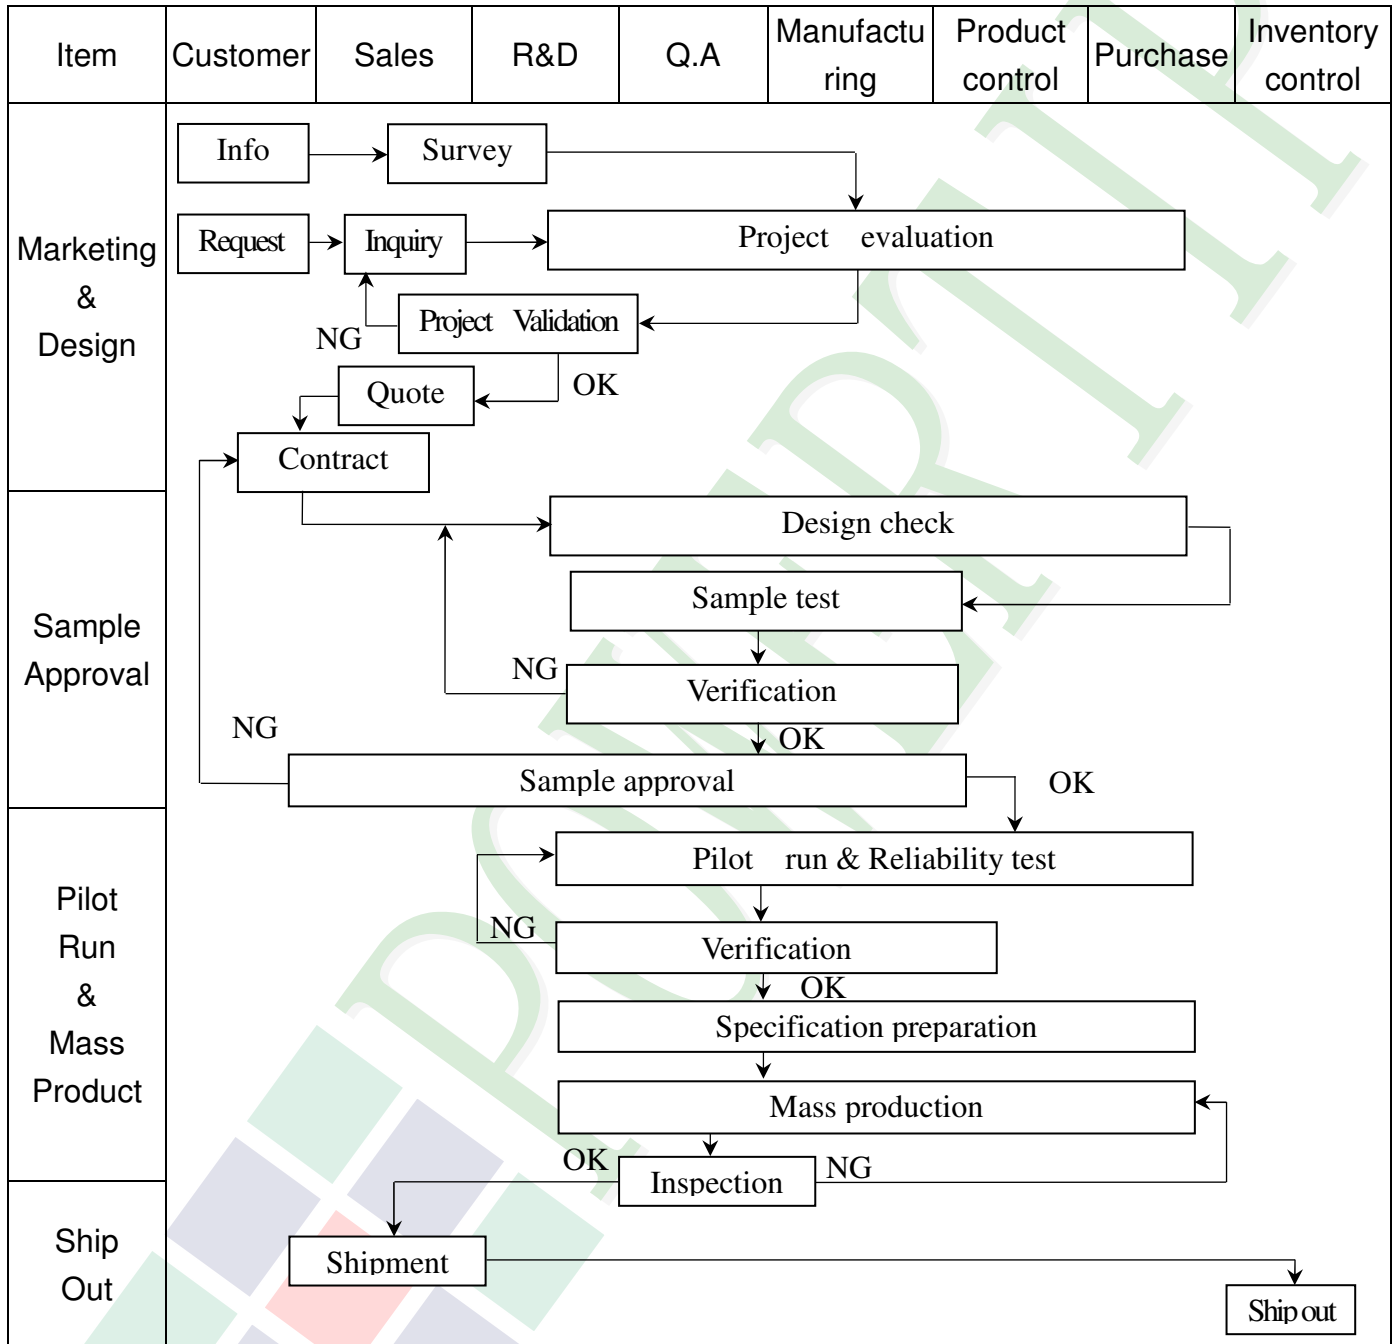 Item
Customer
Sales
R&D
Q.A
Manufactu
ring
Product
control
Purchase
Inventory
control
Marketing
&
Design
Info
Survey
Request
Inquiry
Project evaluation
NG
Project Validation
Quote
OK
Contract
Sample
Approval
Design check
Sample test
NG
Verification
NG
OK
Sample approval
OK
Pilot
Run
&
Mass
Product
Pilot run & Reliability test
NG
Verification
OK
Specification preparation
Mass production
OK
Inspection
NG
Ship
Out
Shipment
Ship out
POWERTIP